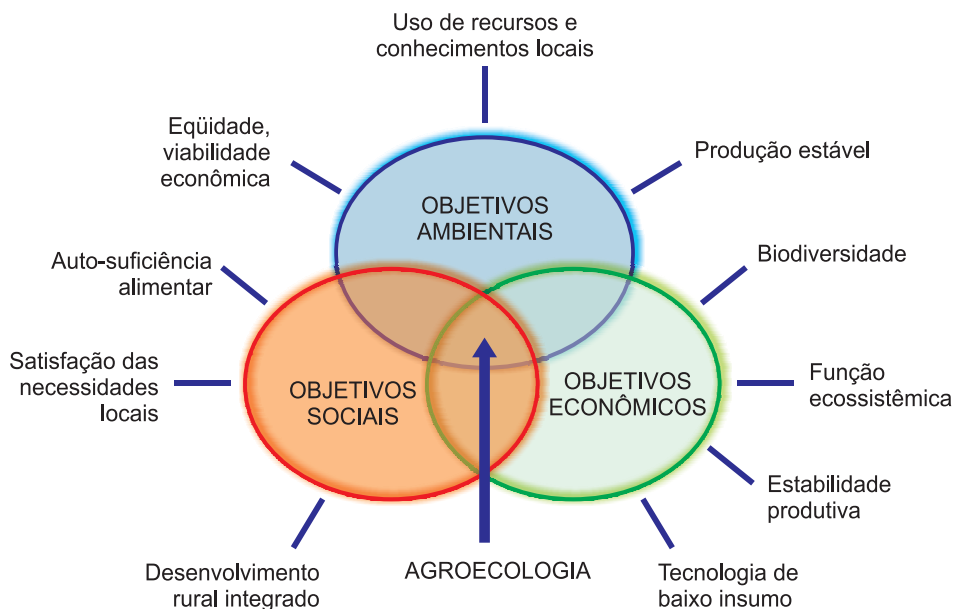 Uso de recursos e
conhecimentos locais
Eqüidade,
viabilidade
econômica
Produção estável
OBJETIVOS
AMBIENTAIS
Auto-suficiência
alimentar
Biodiversidade
Satisfação das
necessidades
locais
OBJETIVOS
SOCIAIS
OBJETIVOS
ECONÔMICOS
Função
ecossistêmica
Estabilidade
produtiva
Desenvolvimento
rural integrado
AGROECOLOGIA
Tecnologia de
baixo insumo